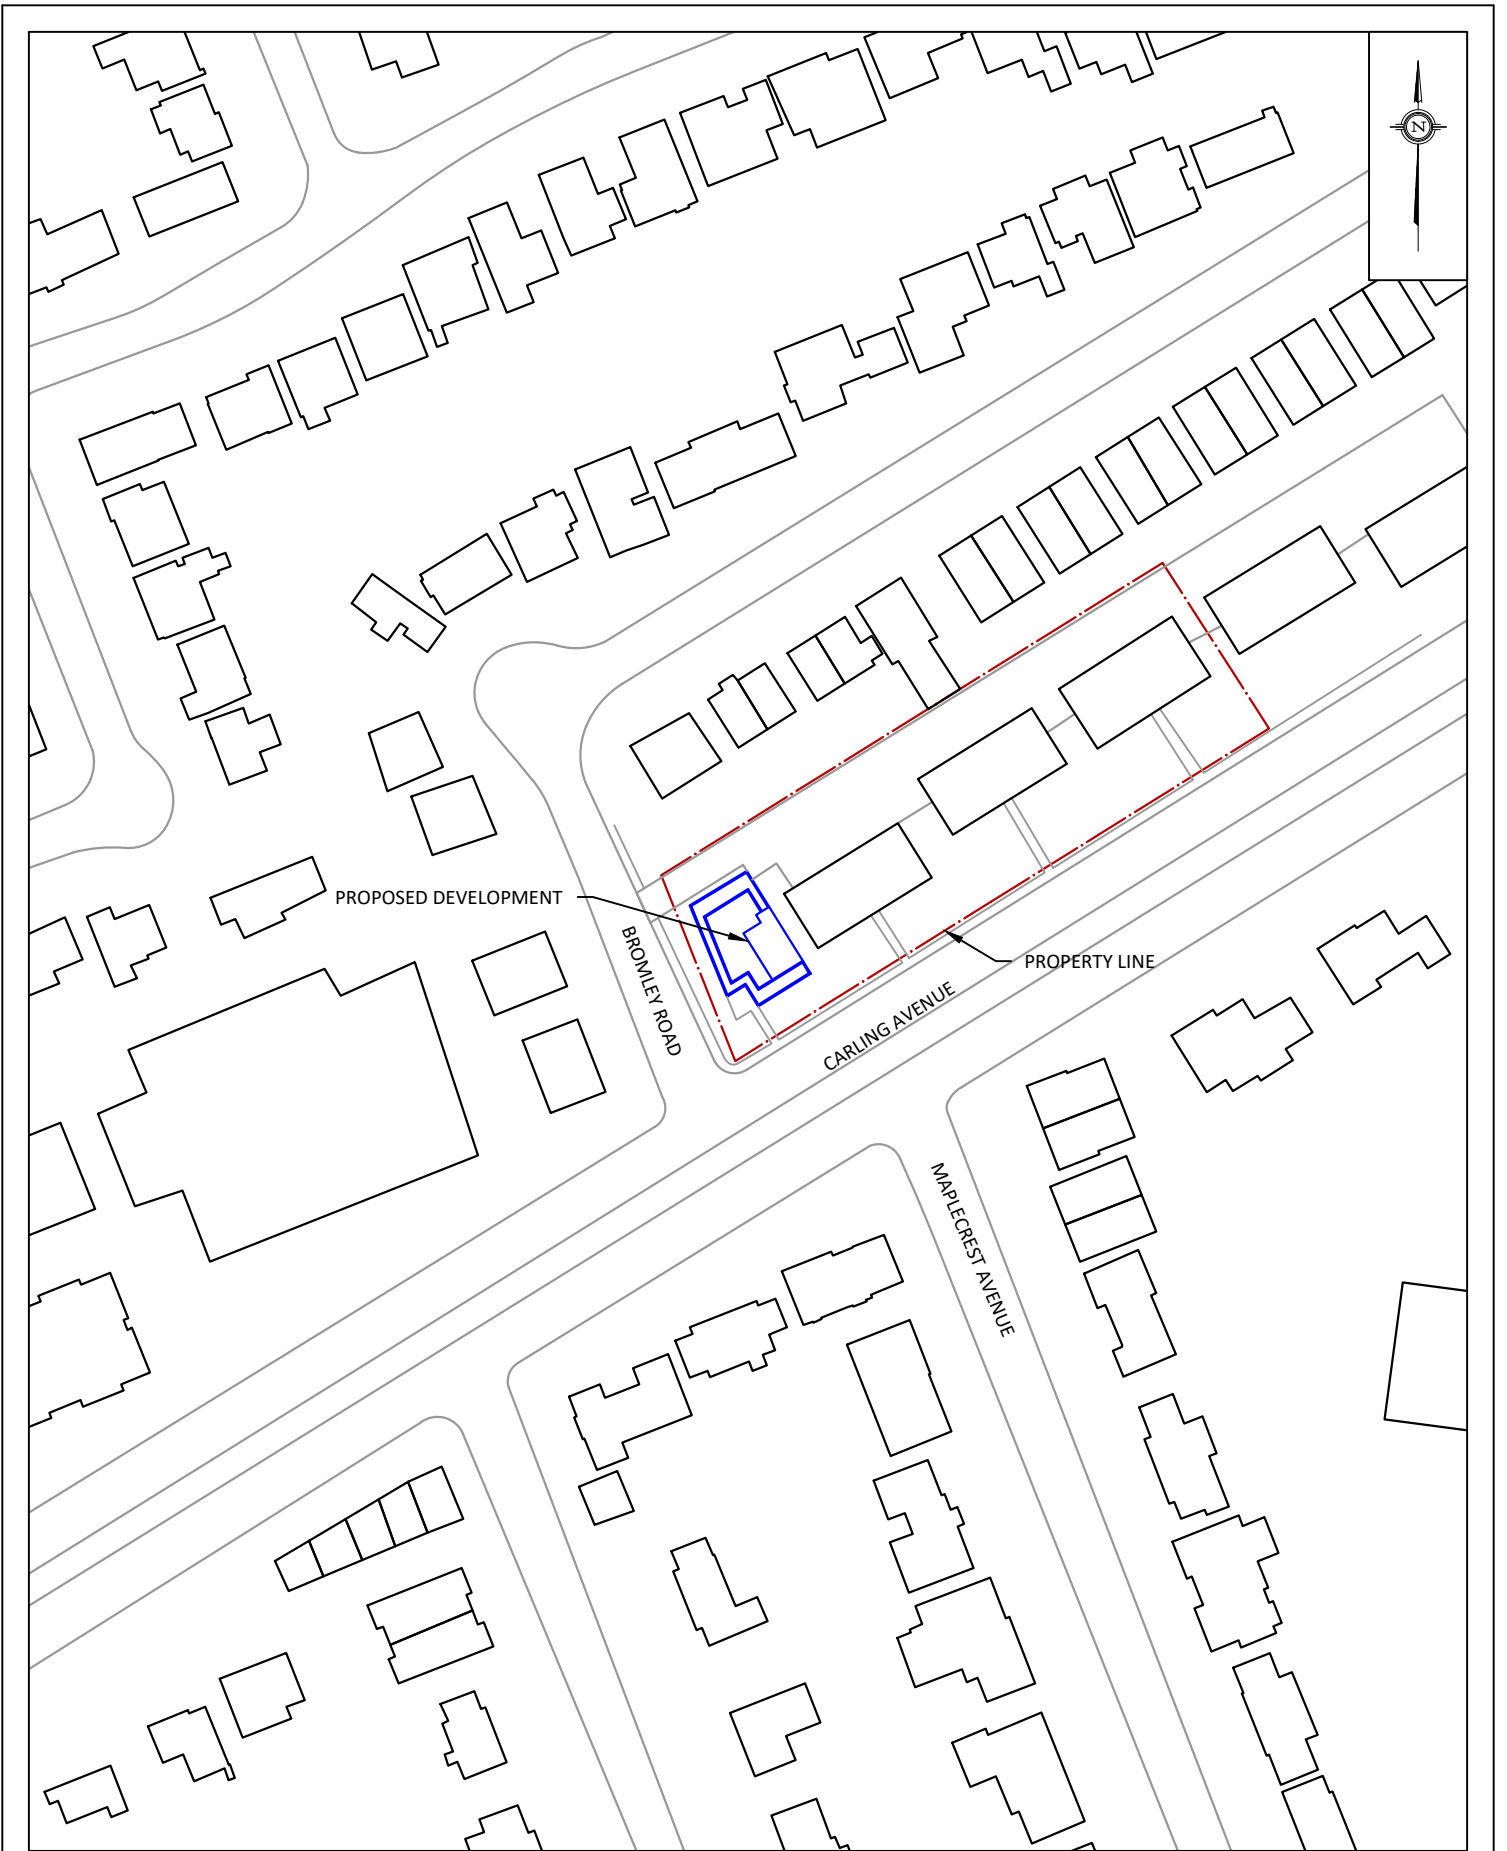 N
PROPOSED DEVELOPMENT
BROMLEY ROAD
PROPERTY LINE
CARLING AVENUE
MAPLECREST AVENUE